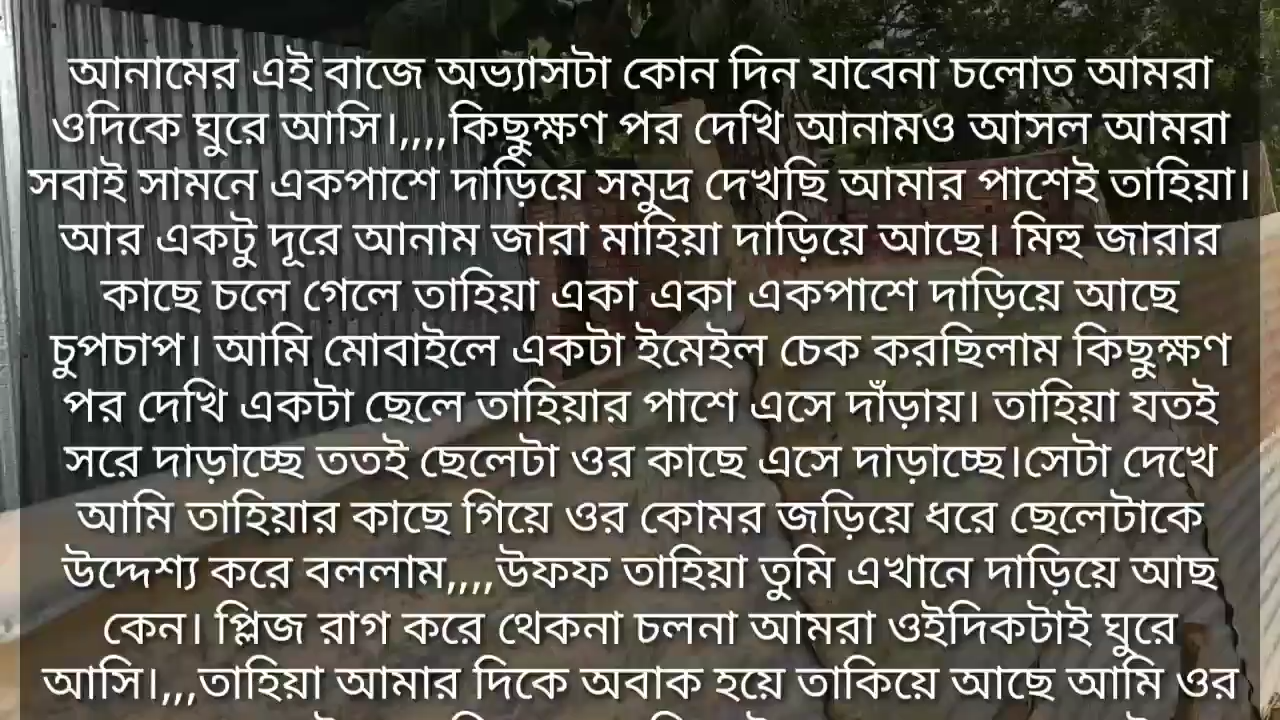 আনামের এই বাজে অভ্যাসটা কোন দিন যাবেনা চলোত আমরা
ওদিকে ঘুরে আসি।,,,,কিছুক্ষণ পর দেখি আনামও আসল আমরা
সবাই সামনে একপাশে দাড়িয়ে সমুদ্র দেখছি আমার পাশেই তাহিয়া।
আর একটু দূরে আনাম জারা মাহিয়া দাড়িয়ে আছে। মিহু জারার
কাছে চলে গেলে তাহিয়া একা একা একপাশে দাড়িয়ে আছে
চুপচাপ। আমি মোবাইলে একটা ইমেইল চেক করছিলাম কিছুক্ষণ
পর দেখি একটা ছেলে তাহিয়ার পাশে এসে দাঁড়ায়। তাহিয়া যতই
সরে দাড়াচ্ছে ততই ছেলেটা ওর কাছে এসে দাড়াচ্ছে।সেটা দেখে
আমি তাহিয়ার কাছে গিয়ে ওর কোমর জড়িয়ে ধরে ছেলেটাকে
উদ্দেশ্য করে বললাম,,,,উফফ তাহিয়া তুমি এখানে দাড়িয়ে আছ
কেন। প্লিজ রাগ করে থেকনা চলনা আমরা ওইদিকটাই ঘুরে
আসি।,,,তাহিয়া আমার দিকে অবাক হয়ে তাকিয়ে আছে আমি ওর